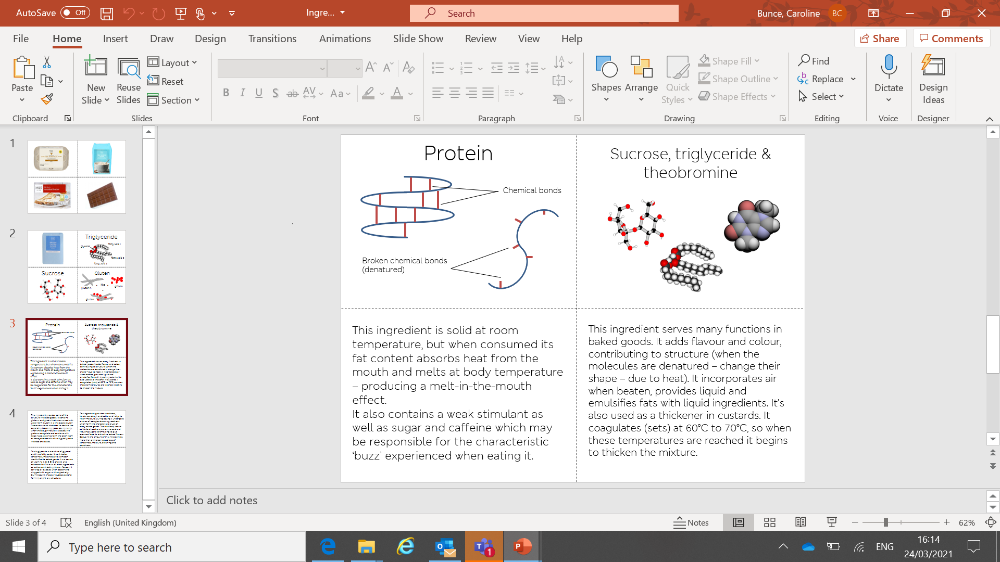 AutoSave Off
Ingre...
Search
Bunce, Caroline BC
File Home Insert Draw Design Transitions Animations Slide Show Review View Help
Share Comments
Paste
New Slide
Reuse Slides
Layout
Reset
Section
B I U S ab AV Aa A
Shapes Arrange Quick Styles
Shape Fill
Shape Outline
Shape Effects
Find
Replace
Select
Dictate
Design Ideas
Clipboard Slides Font Paragraph Drawing Editing Voice Designer
1
2
Triglyceride
Sucrose
Gluten
3
Protein
Sucrose, triglyceride &
theobromine
4
Protein
Chemical bonds
Broken chemical bonds
(denatured)
Sucrose, triglyceride &
theobromine
This ingredient is solid at room
temperature, but when consumed its
fat content absorbs heat from the
mouth and melts at body temperature
– producing a melt-in-the-mouth
effect.
It also contains a weak stimulant as
well as sugar and caffeine which may
be responsible for the characteristic
‘buzz’ experienced when eating it.
This ingredient serves many functions in
baked goods. It adds flavour and colour,
contributing to structure (when the
molecules are denatured – change their
shape – due to heat). It incorporates air
when beaten, provides liquid and
emulsifies fats with liquid ingredients. It’s
also used as a thickener in custards. It
coagulates (sets) at 60°C to 70°C, so when
these temperatures are reached it begins
to thicken the mixture.
Click to add notes
Slide 3 of 4 English (United Kingdom) Notes 62%
Type here to search
ENG
16:14
24/03/2021